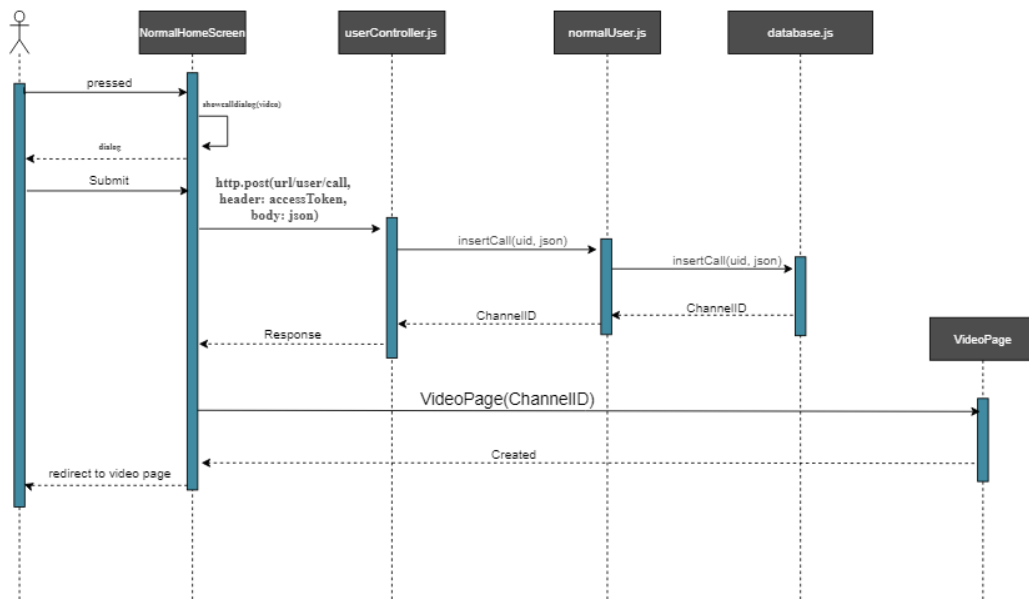 NormalHomeScreen
userController.js
normalUser.js
database.js
pressed
showcalldialog(video)
dialog
Submit
http.post(url/user/call,
header: accessToken,
body: json)
insertCall(uid, json)
insertCall(uid, json)
ChannelID
ChannelID
Response
VideoPage
VideoPage(ChannelID)
Created
redirect to video page